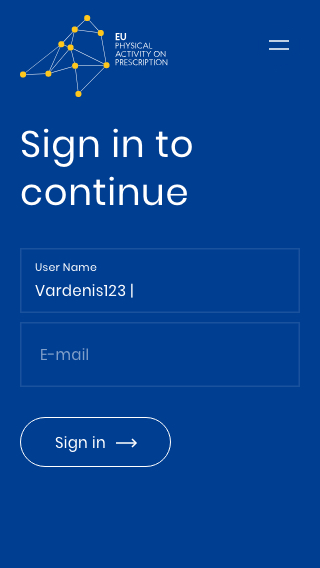 EU
PHYSICAL
ACTIVITY ON
PRESCRIPTION
Sign in to
continue
User Name
Vardenis123 |
E-mail
Sign in